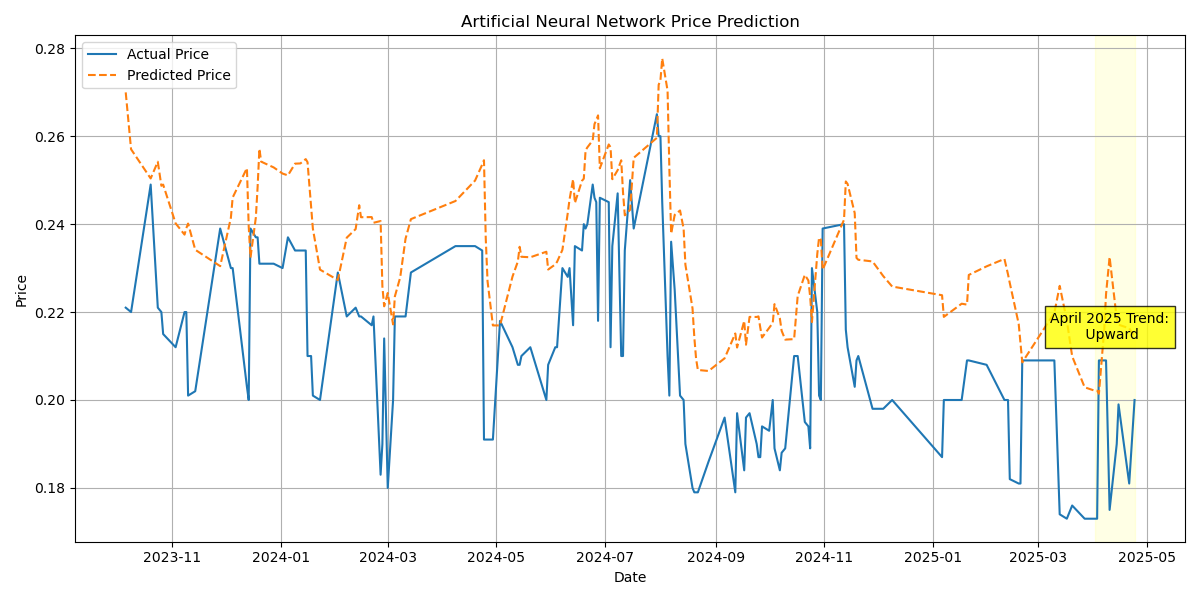 Artificial Neural Network Price Prediction
Actual Price
Predicted Price
0.28
0.26
0.24
0.22
0.20
0.18
Price
April 2025 Trend:
Upward
2023-11
2024-01
2024-03
2024-05
2024-07
2024-09
2024-11
2025-01
2025-03
2025-05
Date